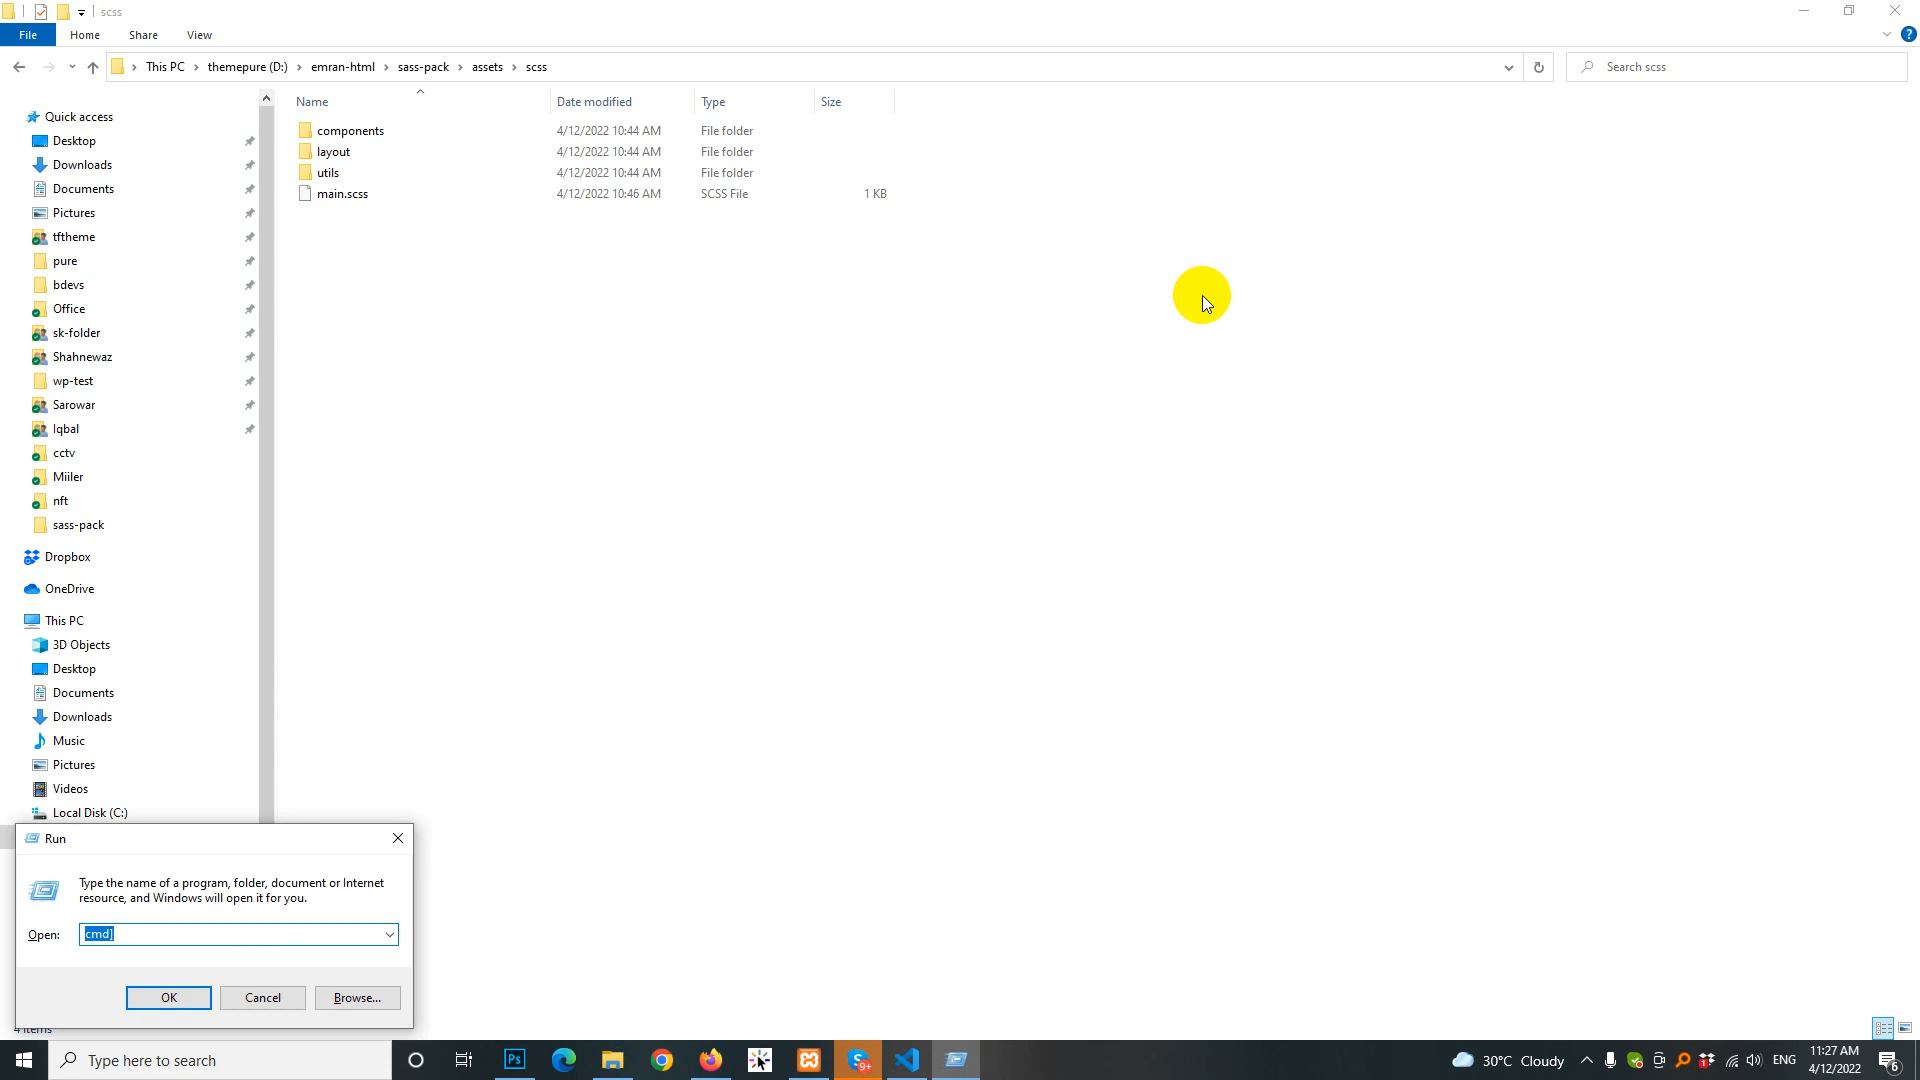 scss
File Home Share View
This PC themepure (D:) emran-html sass-pack assets scss
Search scss
Name Date modified Type Size
components 4/12/2022 10:44 AM File folder
layout 4/12/2022 10:44 AM File folder
utils 4/12/2022 10:44 AM File folder
main.scss 4/12/2022 10:46 AM SCSS File 1 KB
Quick access
Desktop
Downloads
Documents
Pictures
tftheme
pure
bdevs
Office
sk-folder
Shahnewaz
wp-test
Sarowar
Iqbal
cctv
Miiler
nft
sass-pack
Dropbox
OneDrive
This PC
3D Objects
Desktop
Documents
Downloads
Music
Pictures
Videos
Local Disk (C:)
Run
Type the name of a program, folder, document or Internet
resource, and Windows will open it for you.
Open: cmd]
OK Cancel Browse...
4 items
Type here to search
Ps
9+
30°C Cloudy
ENG
11:27 AM
4/12/2022
6